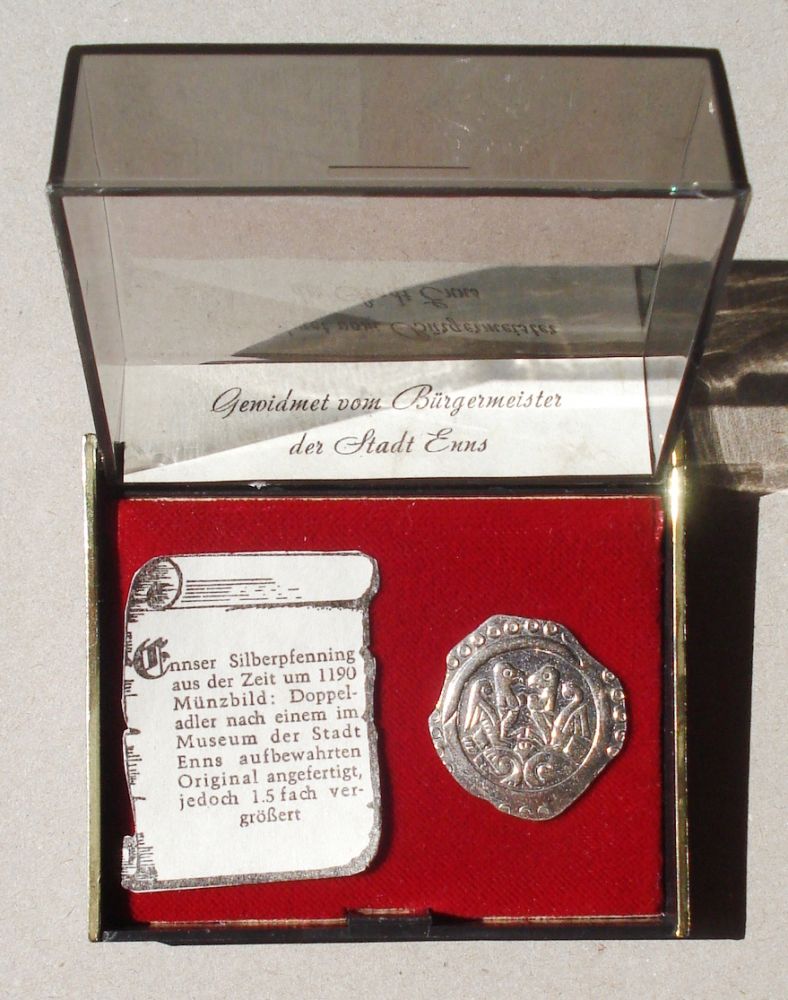 Gewidmet vom Bürgermeister
der Stadt Enns
Ennser Silberpfenning
aus der Zeit um 1190
Münzbild: Doppel-
adler nach einem im
Museum der Stadt
Enns aufbewahrten
Original angefertigt,
jedoch 1.5 fach ver-
größert